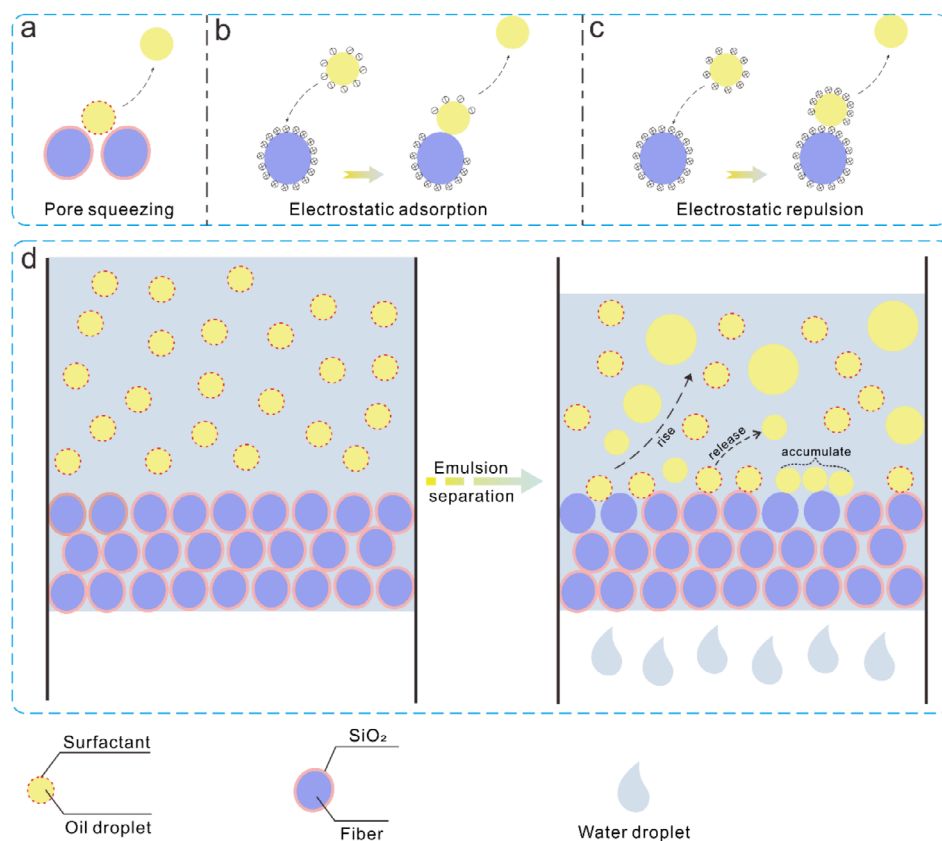 a
b
c
Pore squeezing
Electrostatic adsorption
Electrostatic repulsion
d
Emulsion
separation
rise
release
accumulate
Surfactant
Oil droplet
SiO₂
Fiber
Water droplet